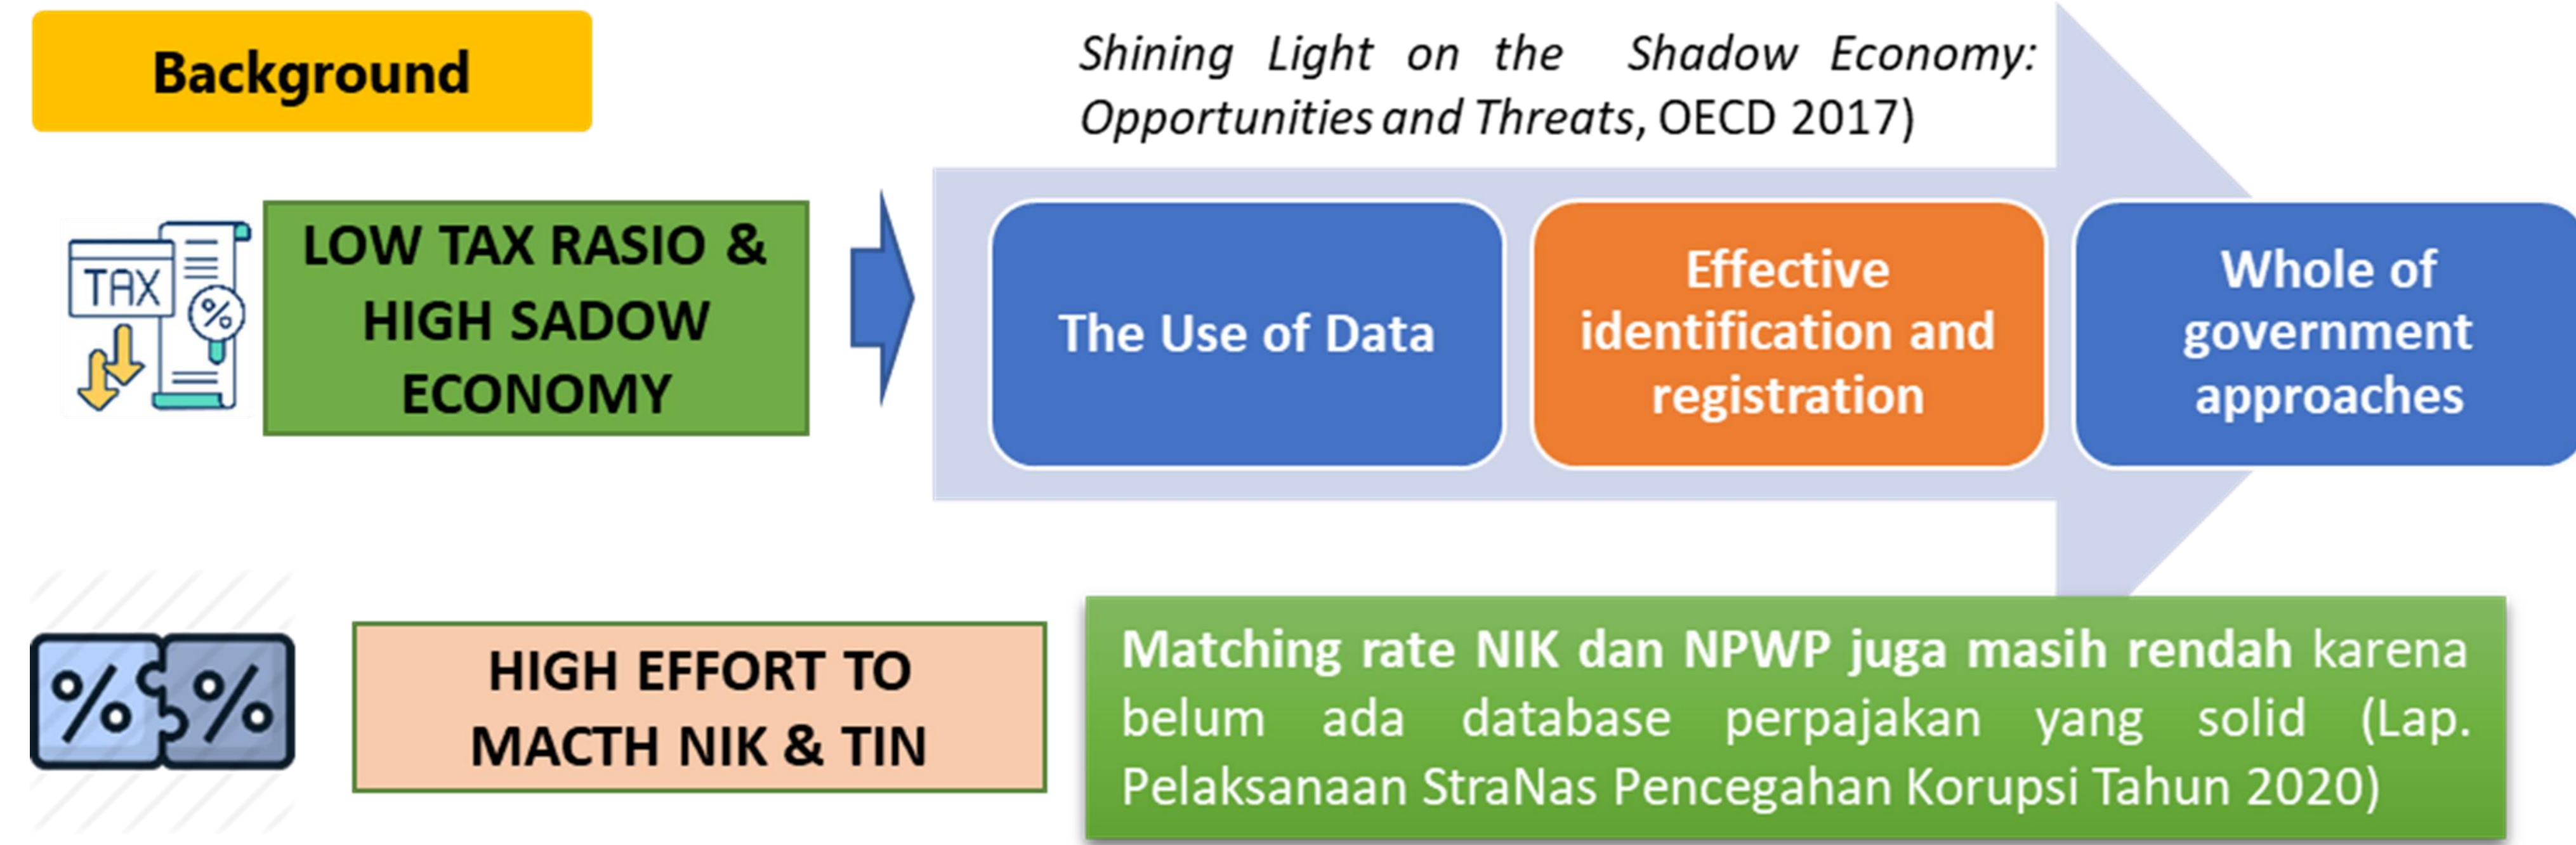 Background
Shining Light on the Shadow Economy:
Opportunities and Threats, OECD 2017)
TAX
%
LOW TAX RASIO &
HIGH SADOW
ECONOMY
The Use of Data
Effective
identification and
registration
Whole of
government
approaches
% %
HIGH EFFORT TO
MACTH NIK & TIN
Matching rate NIK dan NPWP juga masih rendah karena
belum ada database perpajakan yang solid (Lap.
Pelaksanaan StraNas Pencegahan Korupsi Tahun 2020)